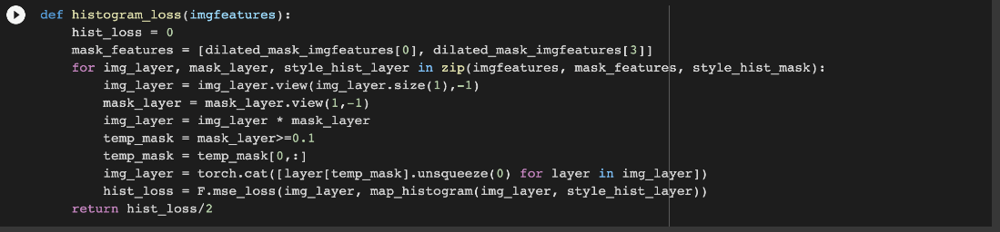 def histogram_loss(imgfeatures):
    hist_loss = 0
    mask_features = [dilated_mask_imgfeatures[0], dilated_mask_imgfeatures[3]]
    for img_layer, mask_layer, style_hist_layer in zip(imgfeatures, mask_features, style_hist_mask):
        img_layer = img_layer.view(img_layer.size(1),-1)
        mask_layer = mask_layer.view(1,-1)
        img_layer = img_layer * mask_layer
        temp_mask = mask_layer>=0.1
        temp_mask = temp_mask[0,:]
        img_layer = torch.cat([layer[temp_mask].unsqueeze(0) for layer in img_layer])
        hist_loss = F.mse_loss(img_layer, map_histogram(img_layer, style_hist_layer))
    return hist_loss/2